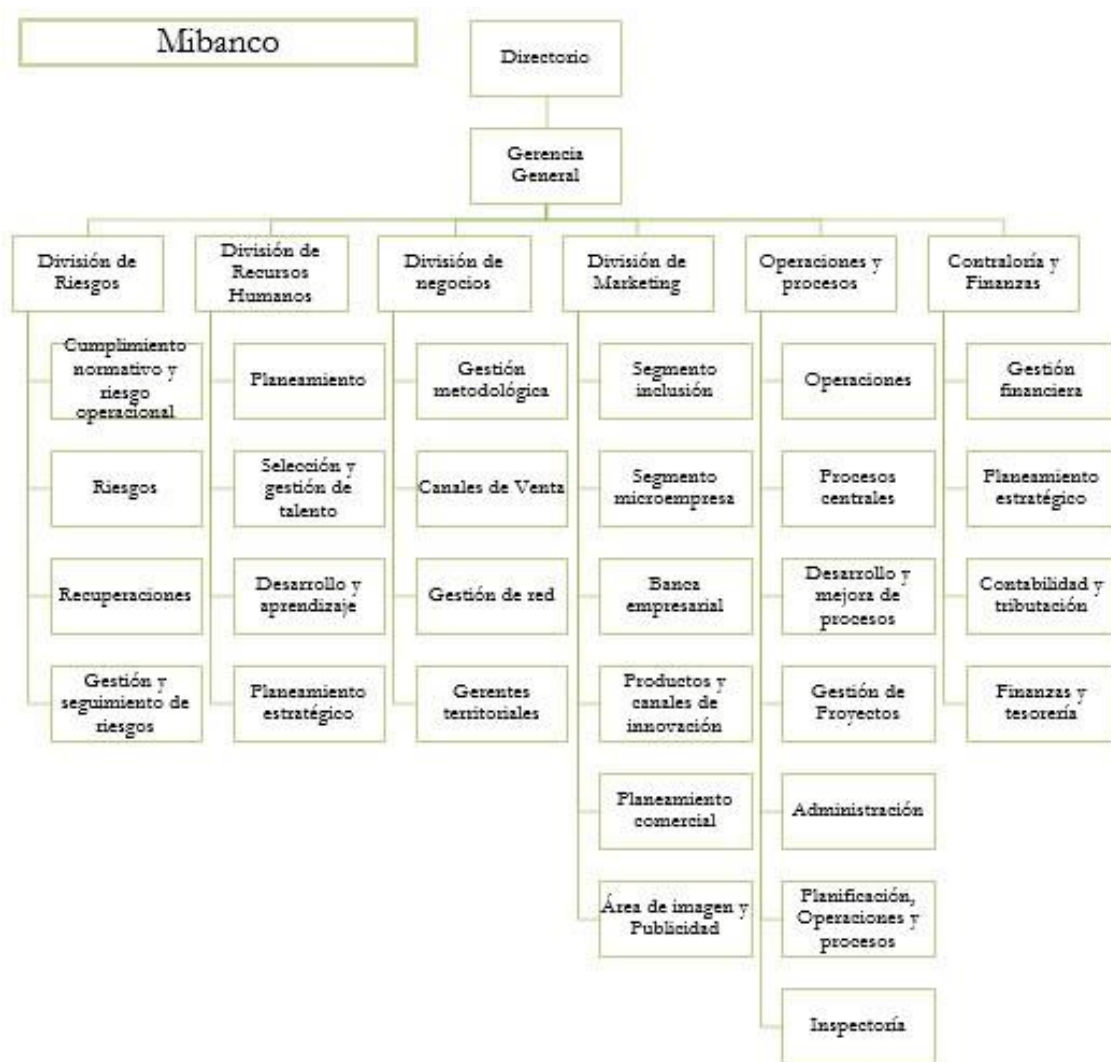 Mibanco
Directorio
Gerencia
General
División de
Riesgos
División de
Recursos
Humanos
División de
negocios
División de
Marketing
Operaciones y
procesos
Contraloría y
Finanzas
Cumplimiento
normativo y
riesgo
operacional
Planeamiento
Gestión
metodológica
Segmento
inclusión
Operaciones
Gestión
financiera
Riesgos
Selección y
gestión de
talento
Canales de Venta
Segmento
microempresa
Procesos
centrales
Planeamiento
estratégico
Recuperaciones
Desarrollo y
aprendizaje
Gestión de red
Banca
empresarial
Desarrollo y
mejora de
procesos
Contabilidad y
tributación
Gestión y
seguimiento de
riesgos
Planeamiento
estratégico
Gerentes
territoriales
Productos y
canales de
innovación
Gestión de
Proyectos
Finanzas y
tesorería
Planeamiento
comercial
Administración
Área de imagen y
Publicidad
Planificación,
Operaciones y
procesos
Inspectoría